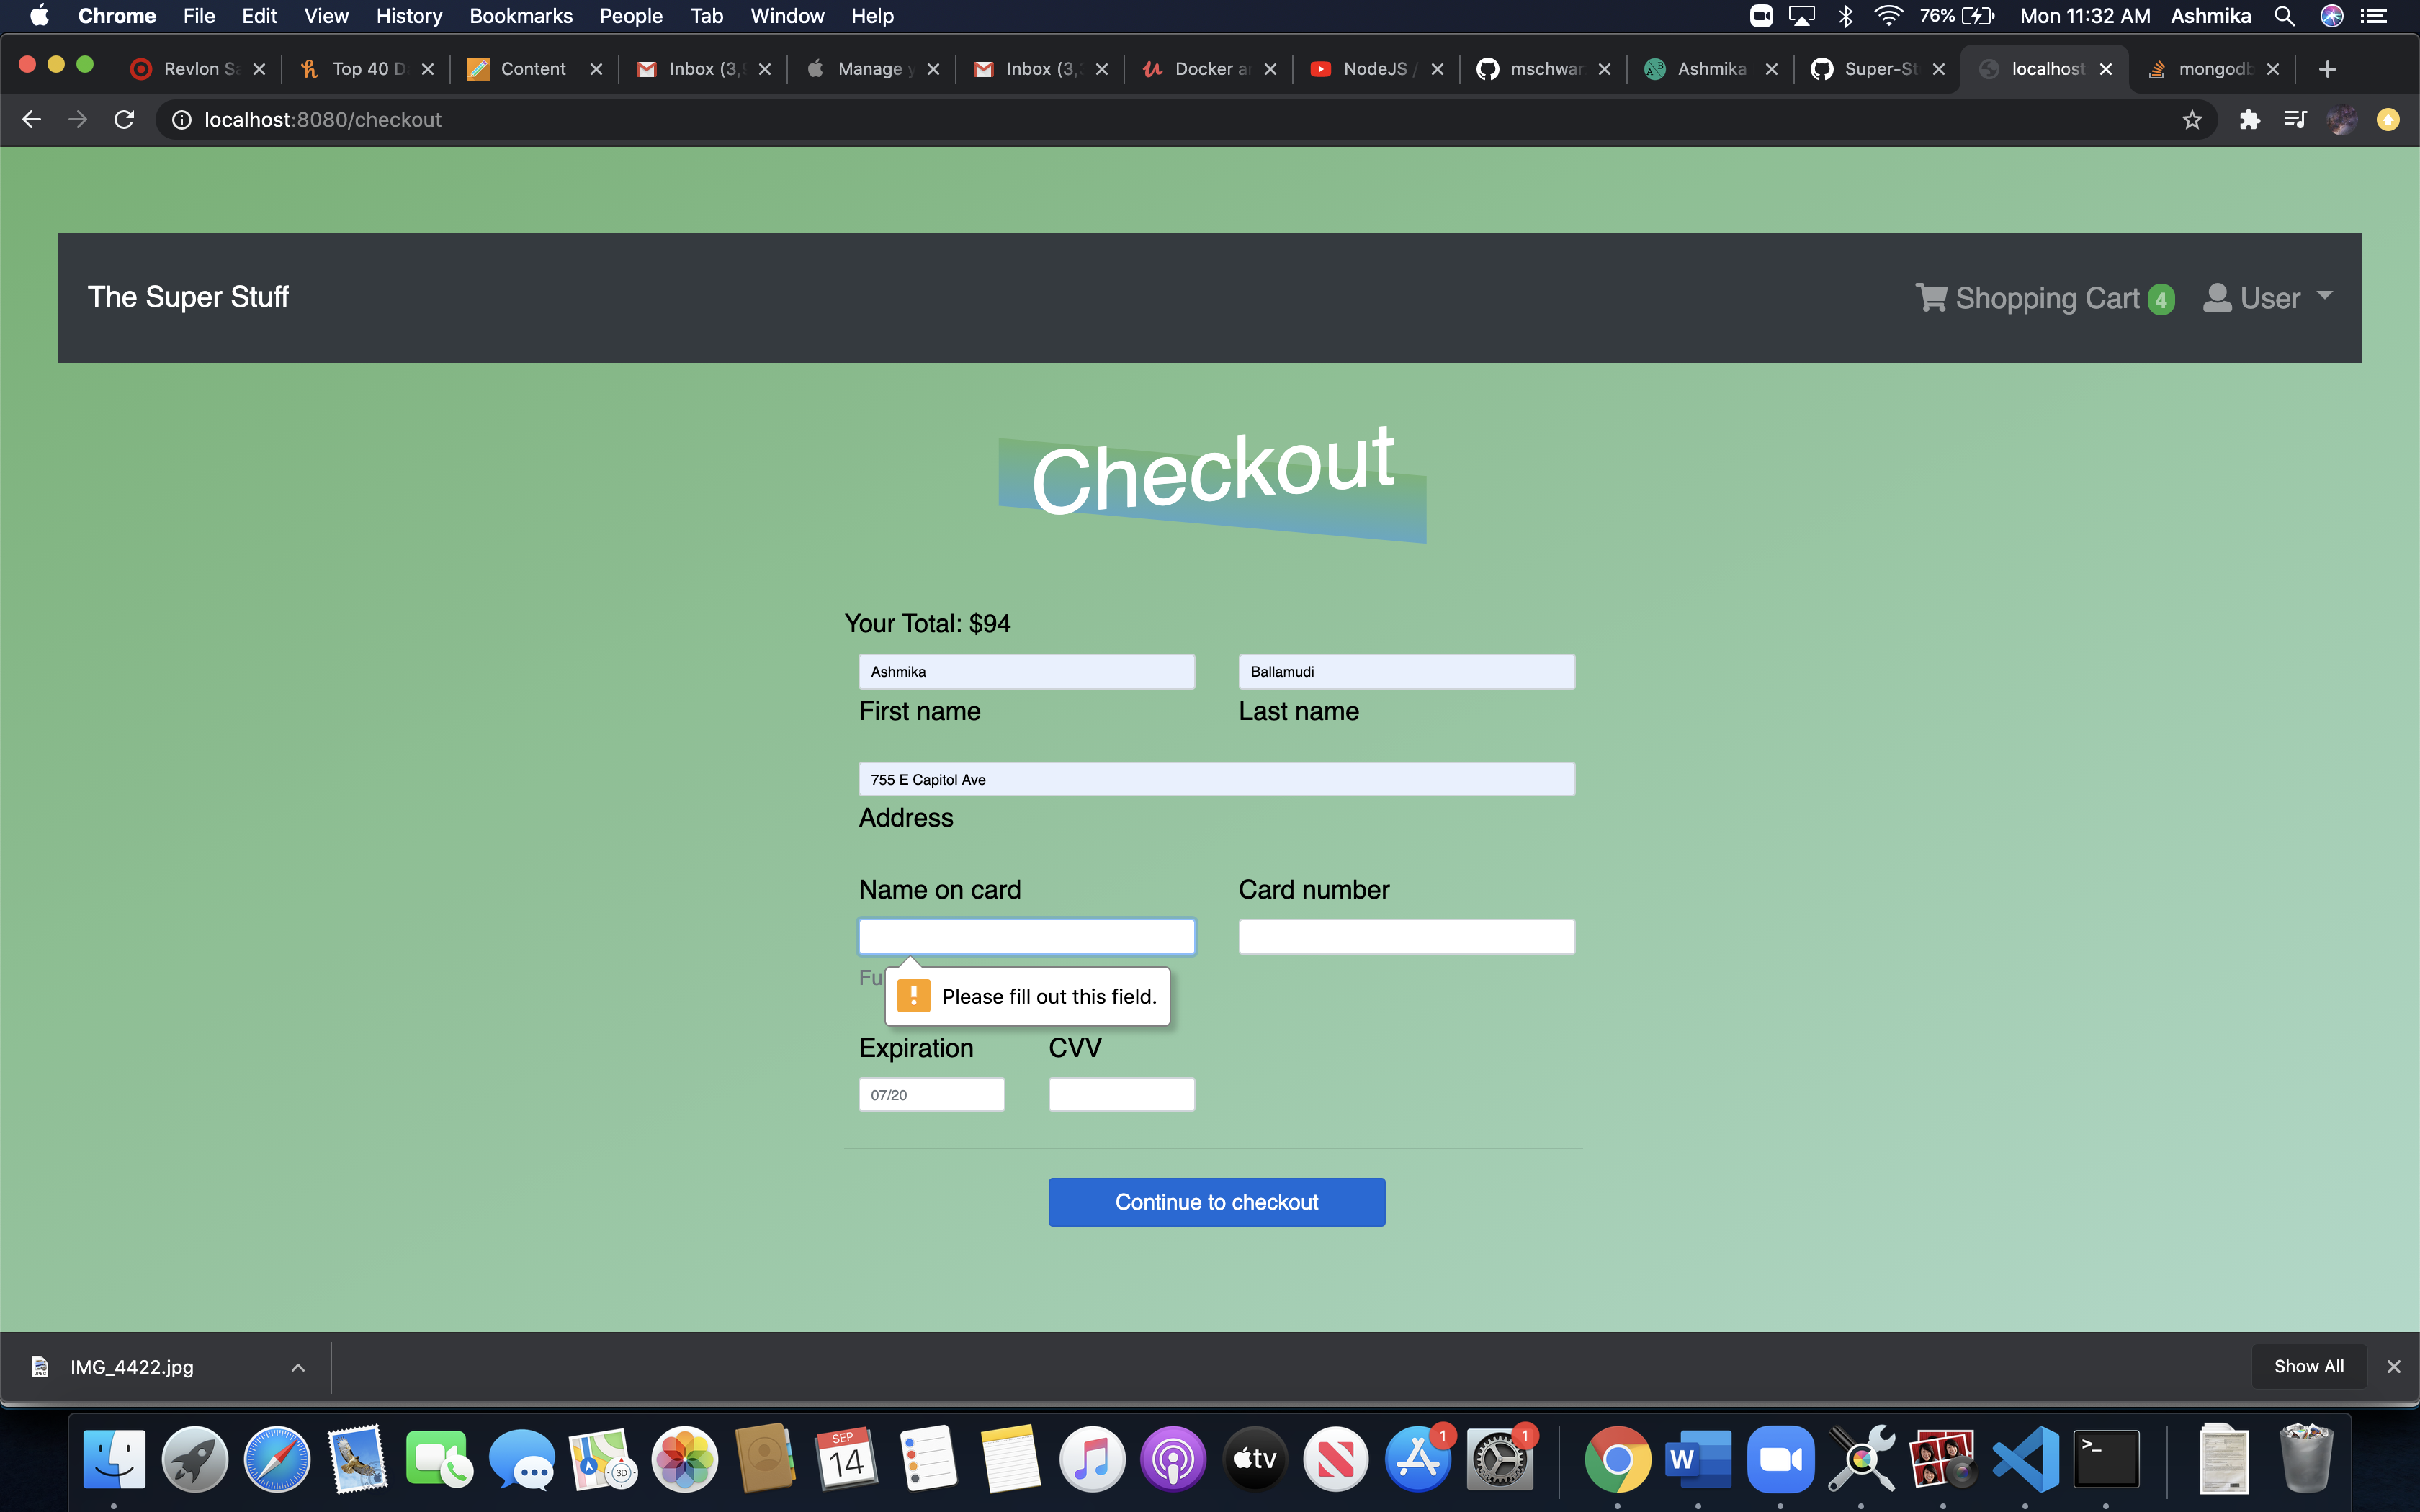 Chrome File Edit View History Bookmarks People Tab Window Help 76% Mon 11:32 AM Ashmika
Revlon Sa Top 40 D Content Inbox (3, Manage y Inbox (3, Docker a NodeJS / mschwar Ashmika Super-St localhost mongodb
localhost:8080/checkout
The Super Stuff Shopping Cart 4 User
Checkout
Your Total: $94
Ashmika Ballamudi
First name Last name
755 E Capitol Ave
Address
Name on card Card number
Fu
Please fill out this field.
Expiration CVV
07/20
Continue to checkout
IMG_4422.jpg Show All
SEP
14
3D
tv
1
1
W
>_